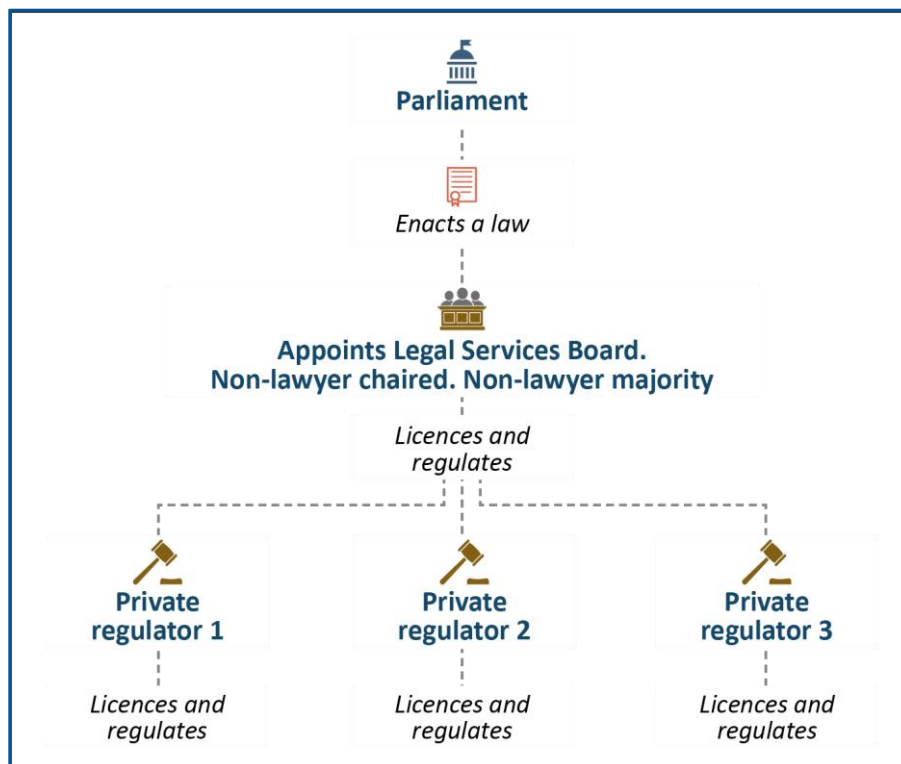 Parliament
Enacts a law
Appoints Legal Services Board.
Non-lawyer chaired. Non-lawyer majority
Licences and
regulates
Private
regulator 1
Private
regulator 2
Private
regulator 3
Licences and
regulates
Licences and
regulates
Licences and
regulates